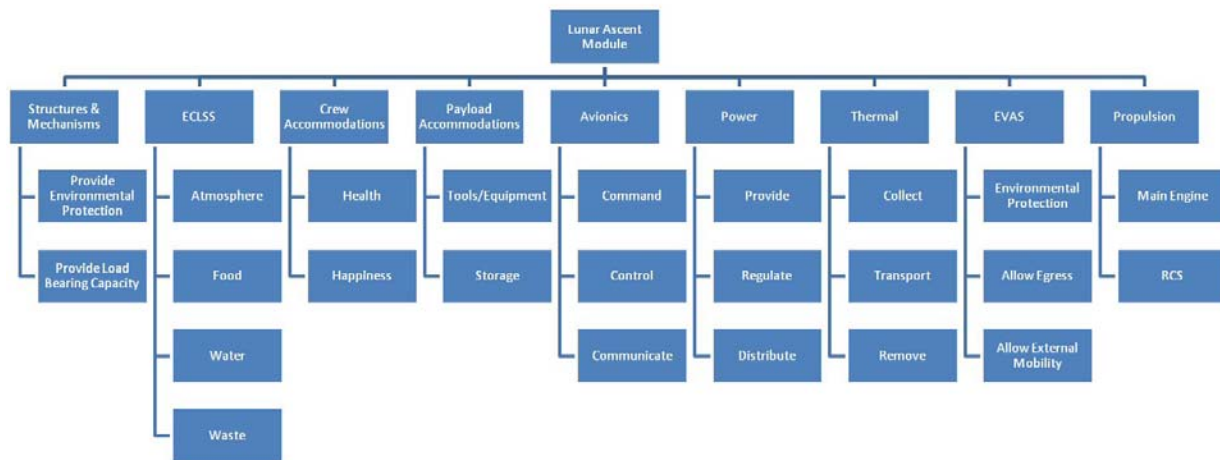 Lunar Ascent
Module
Structures &
Mechanisms
ECLSS
Crew
Accommodations
Payload
Accommodations
Avionics
Power
Thermal
EVAS
Propulsion
Provide
Environmental
Protection
Atmosphere
Health
Tools/Equipment
Command
Provide
Collect
Environmental
Protection
Main Engine
Provide Load
Bearing Capacity
Food
Happiness
Storage
Control
Regulate
Transport
Allow Egress
RCS
Water
Communicate
Distribute
Remove
Allow External
Mobility
Waste